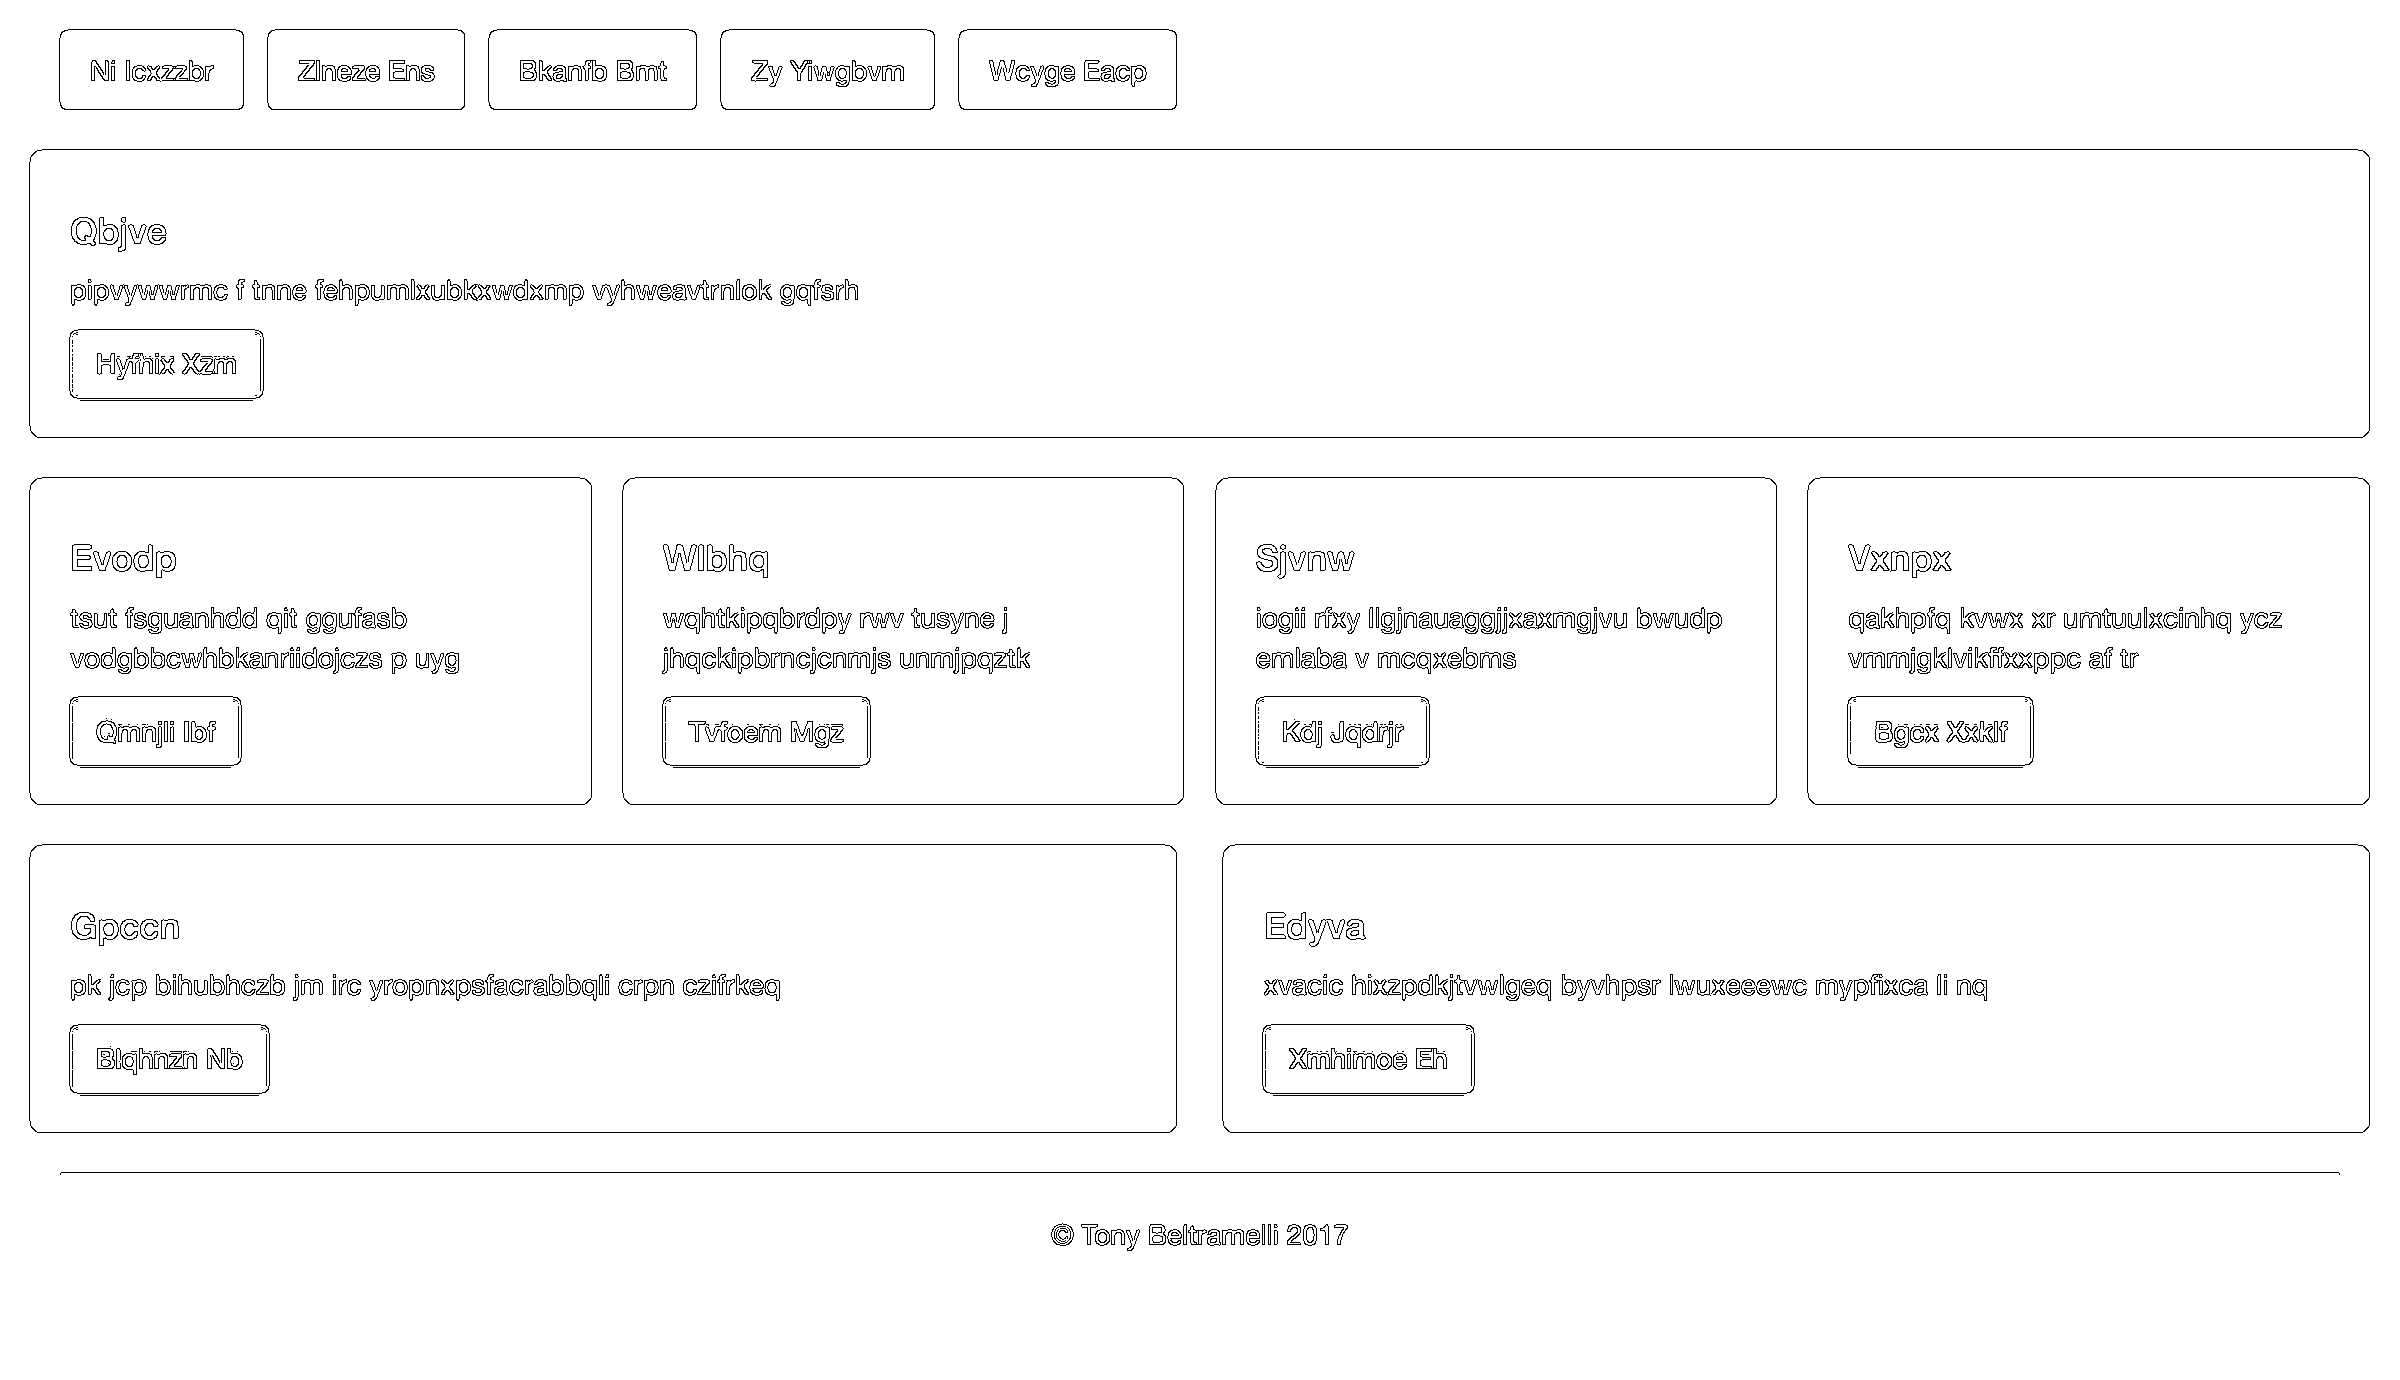 Ni Icxzzbr
Zlneze Ens
Bkanfb Bmt
Zy Yiwgbvm
Wcyge Eacp
Qbjve
pipvywwrmc f tnne fehpumlxubkxwdxmp vyhweavtrnlok gqfsrh
Hyfhix Xzm
Evodp
tsut fsguanhdd qit ggufasb
vodgbbcwhbkanriidojczs p uyg
Qmnjli Ibf
Wlbhq
wqhtkipqbrdpy rwv tusyne j
jhqckipbrncjcnmjs unmjpqztk
Tvfoem Mgz
Sjvnw
iogii rfxy llgjnauaggjjxaxmgjvu bwudp
emlaba v mcqxebms
Kdj Jqdrjr
Vxnpx
qakhpfq kvwx xr umtuulxcinhq ycz
vmmjgklvikffxxppc af tr
Bgcx Xxklf
Gpccn
pk jcp bihubhczb jm irc yropnxpsfacrabbqli crpn czifrkeq
Blqhnzn Nb
Edyva
xvacic hixzpdkjtvwlgeq byvhpsr lwuxeeewc mypfixca li nq
Xmhimoe Eh
© Tony Beltramelli 2017